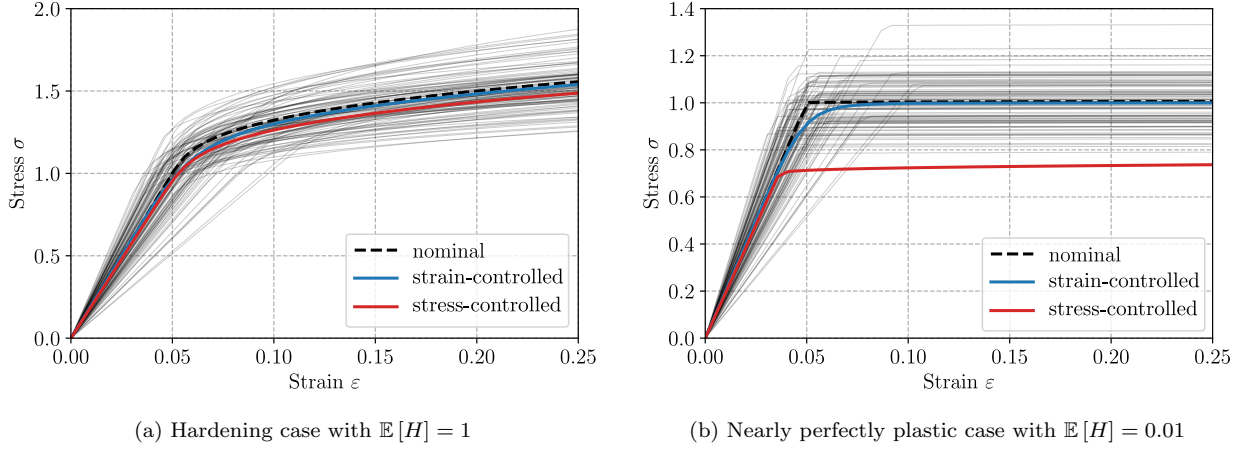 2.0
1.5
1.0
0.5
0.0
Stress σ
0.00 0.05 0.10 0.15 0.20 0.25
Strain ε
nominal
strain-controlled
stress-controlled
(a) Hardening case with 𝔼 [H] = 1
1.4
1.2
1.0
0.8
0.6
0.4
0.2
0.0
Stress σ
0.00 0.05 0.10 0.15 0.20 0.25
Strain ε
nominal
strain-controlled
stress-controlled
(b) Nearly perfectly plastic case with 𝔼 [H] = 0.01